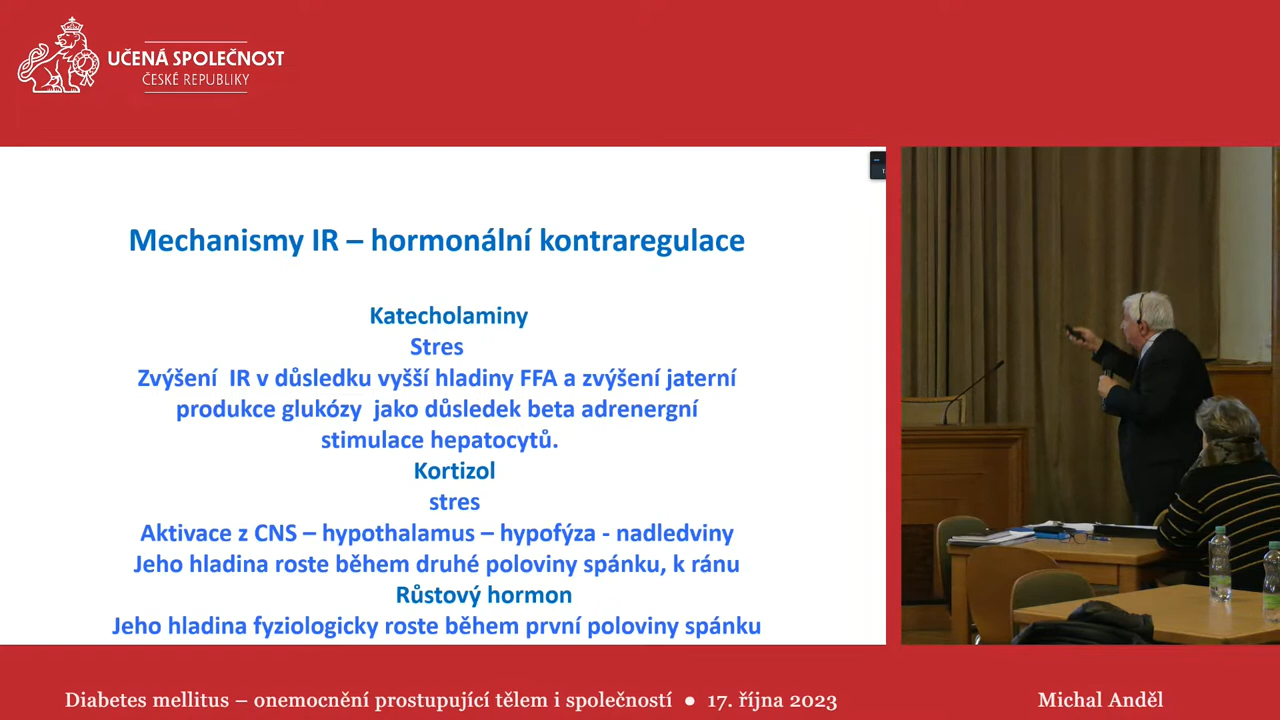 UČENÁ SPOLEČNOST
ČESKÉ REPUBLIKY
Mechanismy IR – hormonální kontraregulace
Katecholaminy
Stres
Zvýšení  IR v důsledku vyšší hladiny FFA a zvýšení jaterní
produkce glukózy  jako důsledek beta adrenergní
stimulace hepatocytů.
Kortizol
stres
Aktivace z CNS – hypothalamus – hypofýza - nadledviny
Jeho hladina roste během druhé poloviny spánku, k ránu
Růstový hormon
Jeho hladina fyziologicky roste během první poloviny spánku
Diabetes mellitus – onemocnění prostupující tělem i společností ● 17. října 2023
Michal Anděl